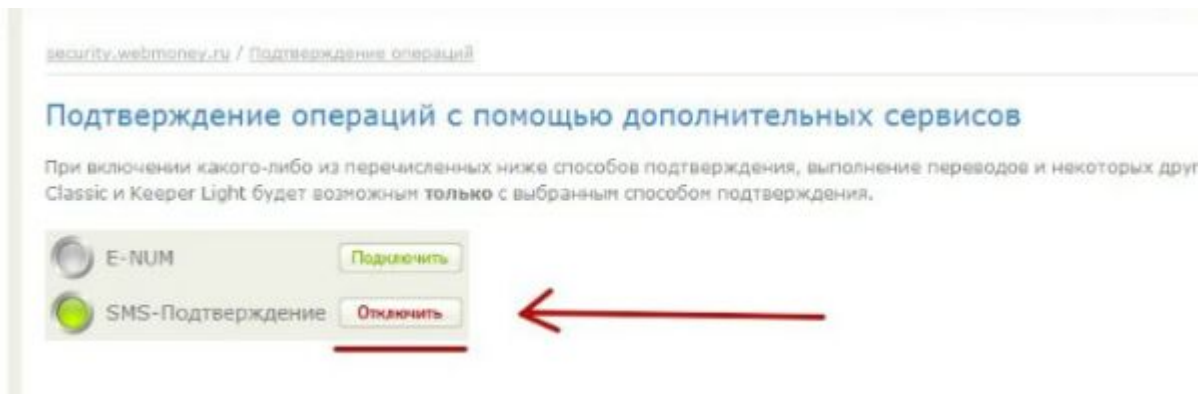 security.webmoney.ru / Подтверждение операций
Подтверждение операций с помощью дополнительных сервисов
При включении какого-либо из перечисленных ниже способов подтверждения, выполнение переводов и некоторых друг
Classic и Keeper Light будет возможным только с выбранным способом подтверждения.
E-NUM Подключить
SMS-Подтверждение Отключить